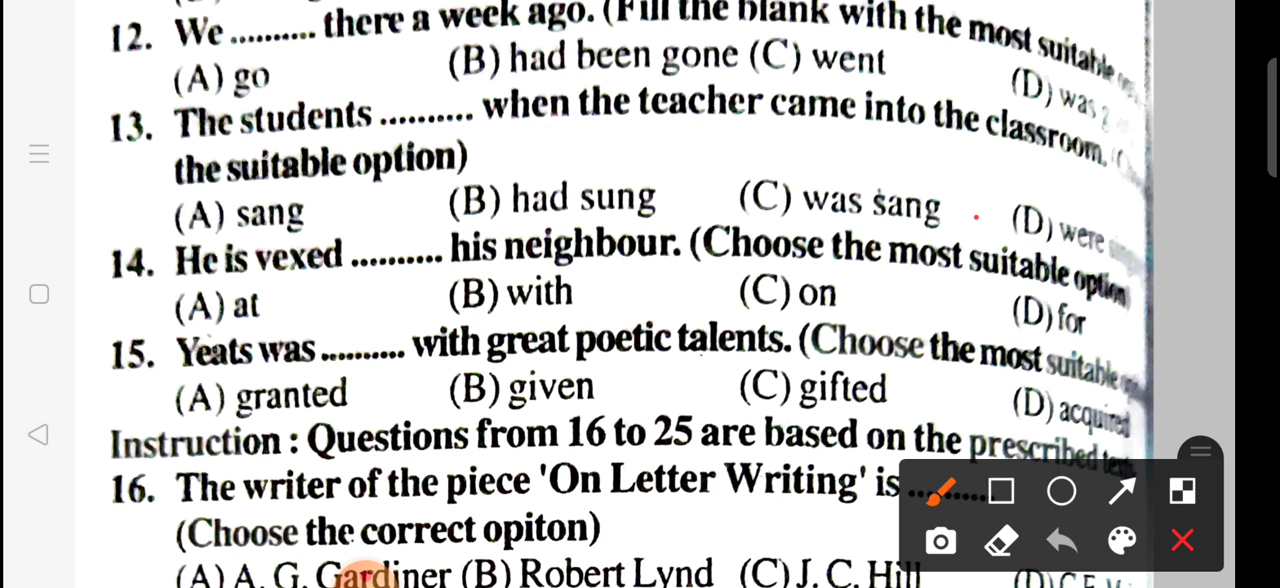 12. We .......... there a week ago. (Fill the blank with the most suitable
(A) go (B) had been gone (C) went (D) was
13. The students .......... when the teacher came into the classroom.
the suitable option)
(A) sang (B) had sung (C) was sang (D) were
14. He is vexed .......... his neighbour. (Choose the most suitable option
(A) at (B) with (C) on (D) for
15. Yeats was .......... with great poetic talents. (Choose the most suitable
(A) granted (B) given (C) gifted (D) acquired
Instruction : Questions from 16 to 25 are based on the prescribed
16. The writer of the piece 'On Letter Writing' is ..........
(Choose the correct opiton)
(A) A. G. Gardiner (B) Robert Lynd (C) J. C. Hill